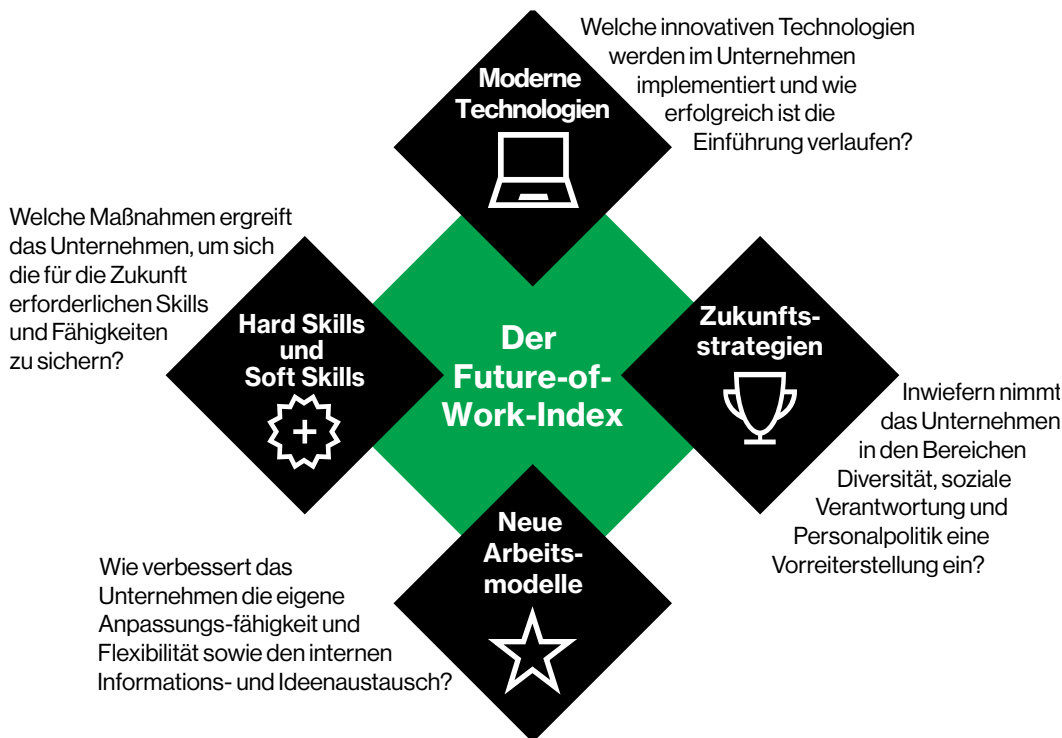 Moderne
Technologien
Welche innovativen Technologien
werden im Unternehmen
implementiert und wie
erfolgreich ist die
Einführung verlaufen?
Welche Maßnahmen ergreift
das Unternehmen, um sich
die für die Zukunft
erforderlichen Skills
und Fähigkeiten
zu sichern?
Hard Skills
und
Soft Skills
Der
Future-of-
Work-Index
Zukunfts-
strategien
Inwiefern nimmt
das Unternehmen
in den Bereichen
Diversität, soziale
Verantwortung und
Personalpolitik eine
Vorreiterstellung ein?
Neue
Arbeits-
modelle
Wie verbessert das
Unternehmen die eigene
Anpassungs-fähigkeit und
Flexibilität sowie den internen
Informations- und Ideenaustausch?